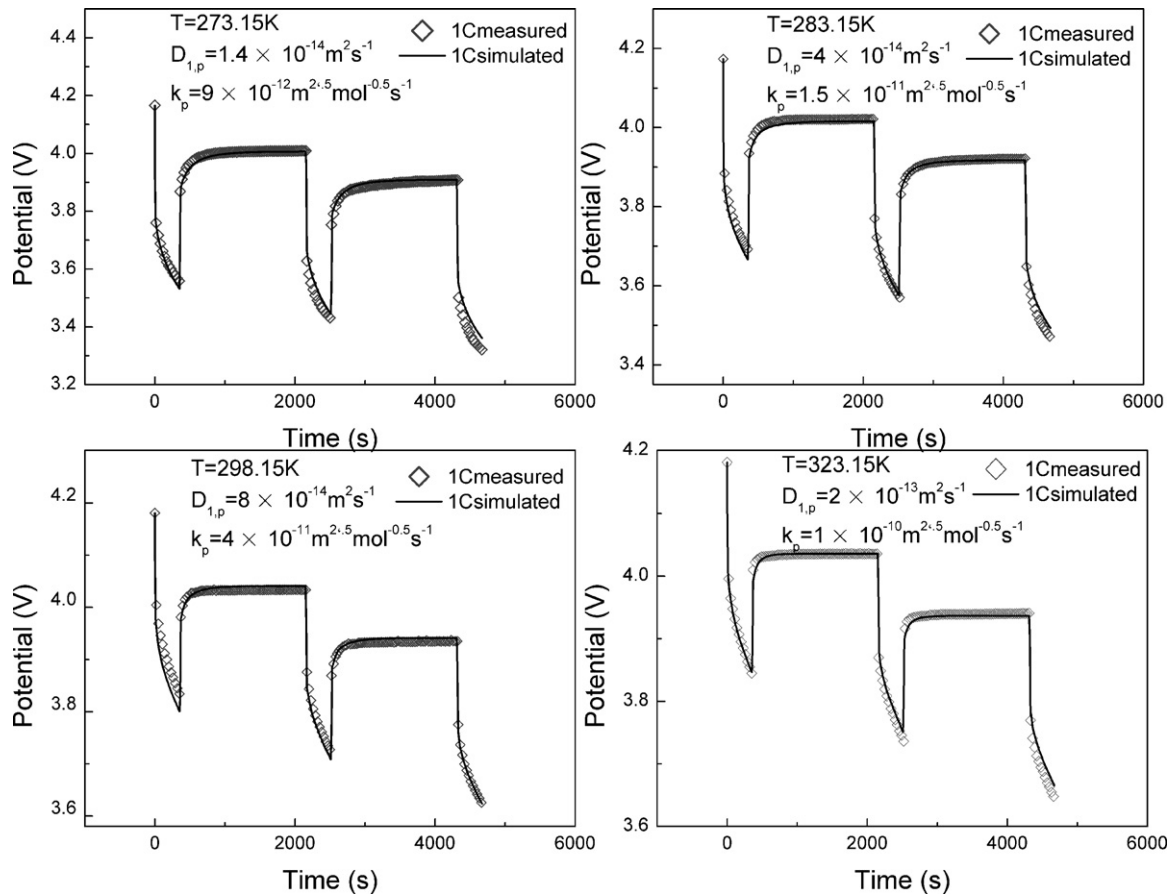 T=273.15K
D1,p=1.4 × 10-14m2s-1
kp=9 × 10-12m2.5mol-0.5s-1
1Cmeasured
1Csimulated
4.4
4.2
4.0
3.8
3.6
3.4
3.2
Potential (V)
0 2000 4000 6000
Time (s)
T=283.15K
D1,p=4 × 10-14m2s-1
kp=1.5 × 10-11m2.5mol-0.5s-1
1Cmeasured
1Csimulated
4.2
4.0
3.8
3.6
3.4
Potential (V)
0 2000 4000 6000
Time (s)
T=298.15K
D1,p=8 × 10-14m2s-1
kp=4 × 10-11m2.5mol-0.5s-1
1Cmeasured
1Csimulated
4.2
4.0
3.8
3.6
Potential (V)
0 2000 4000 6000
Time (s)
T=323.15K
D1,p=2 × 10-13m2s-1
kp=1 × 10-10m2.5mol-0.5s-1
1Cmeasured
1Csimulated
4.2
4.0
3.8
3.6
Potential (V)
0 2000 4000 6000
Time (s)